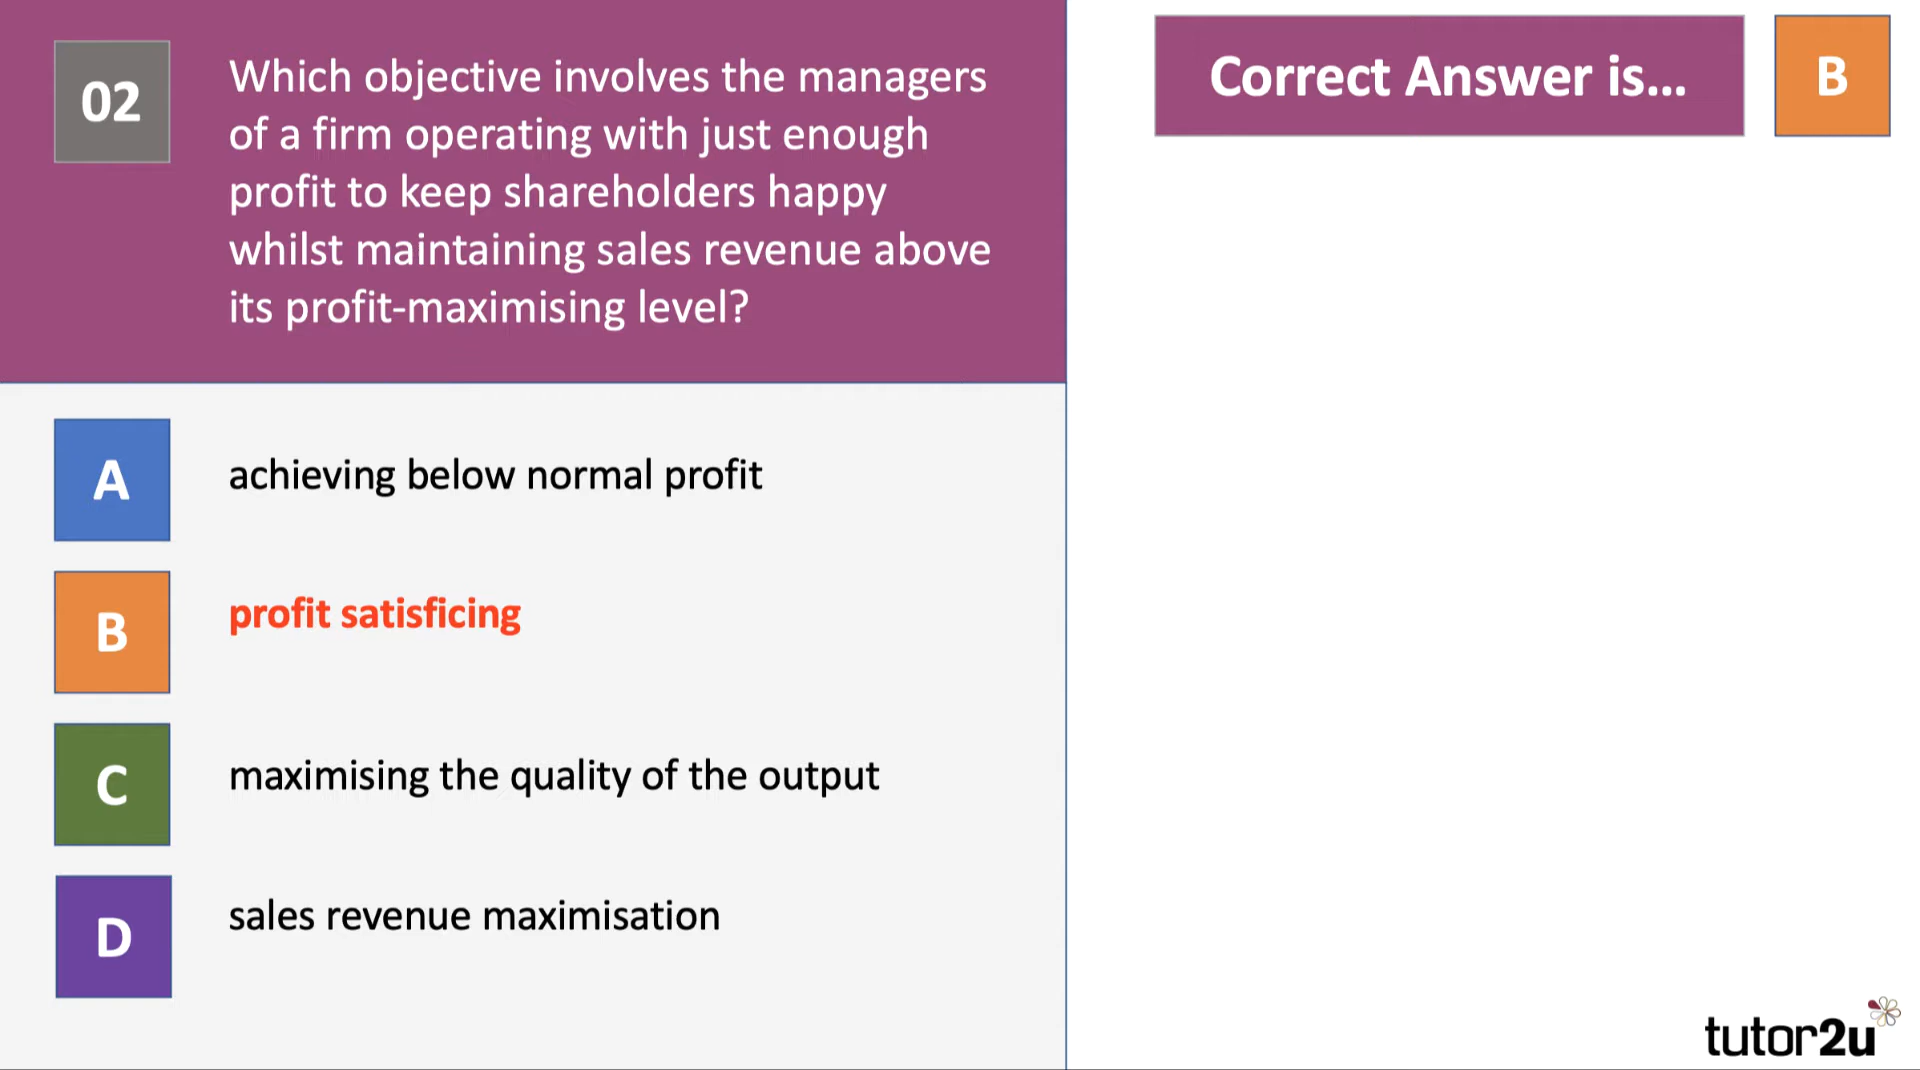 02
Which objective involves the managers
of a firm operating with just enough
profit to keep shareholders happy
whilst maintaining sales revenue above
its profit-maximising level?
Correct Answer is...
B
A
achieving below normal profit
B
profit satisficing
C
maximising the quality of the output
D
sales revenue maximisation
tutor2u